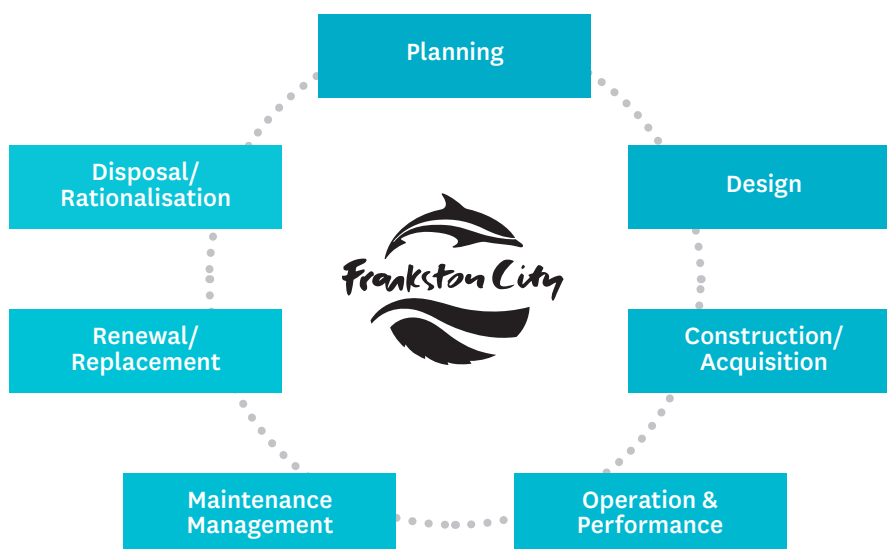 Planning
Design
Construction/
Acquisition
Operation &
Performance
Maintenance
Management
Renewal/
Replacement
Disposal/
Rationalisation
Frankston City